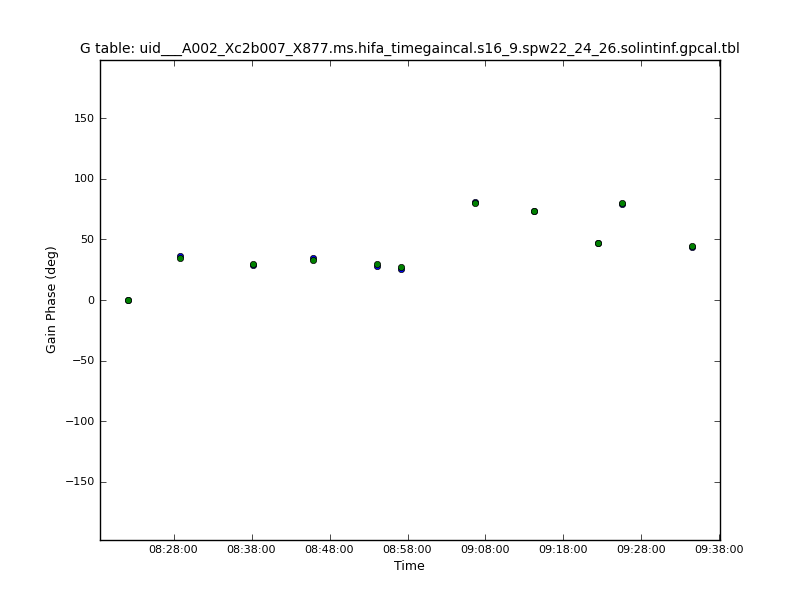 G table: uid___A002_Xc2b007_X877.ms.hifa_timegaincal.s16_9.spw22_24_26.solintinf.gpcal.tbl
150
100
50
0
−50
−100
−150
Gain Phase (deg)
08:28:00 08:38:00 08:48:00 08:58:00 09:08:00 09:18:00 09:28:00 09:38:00
Time